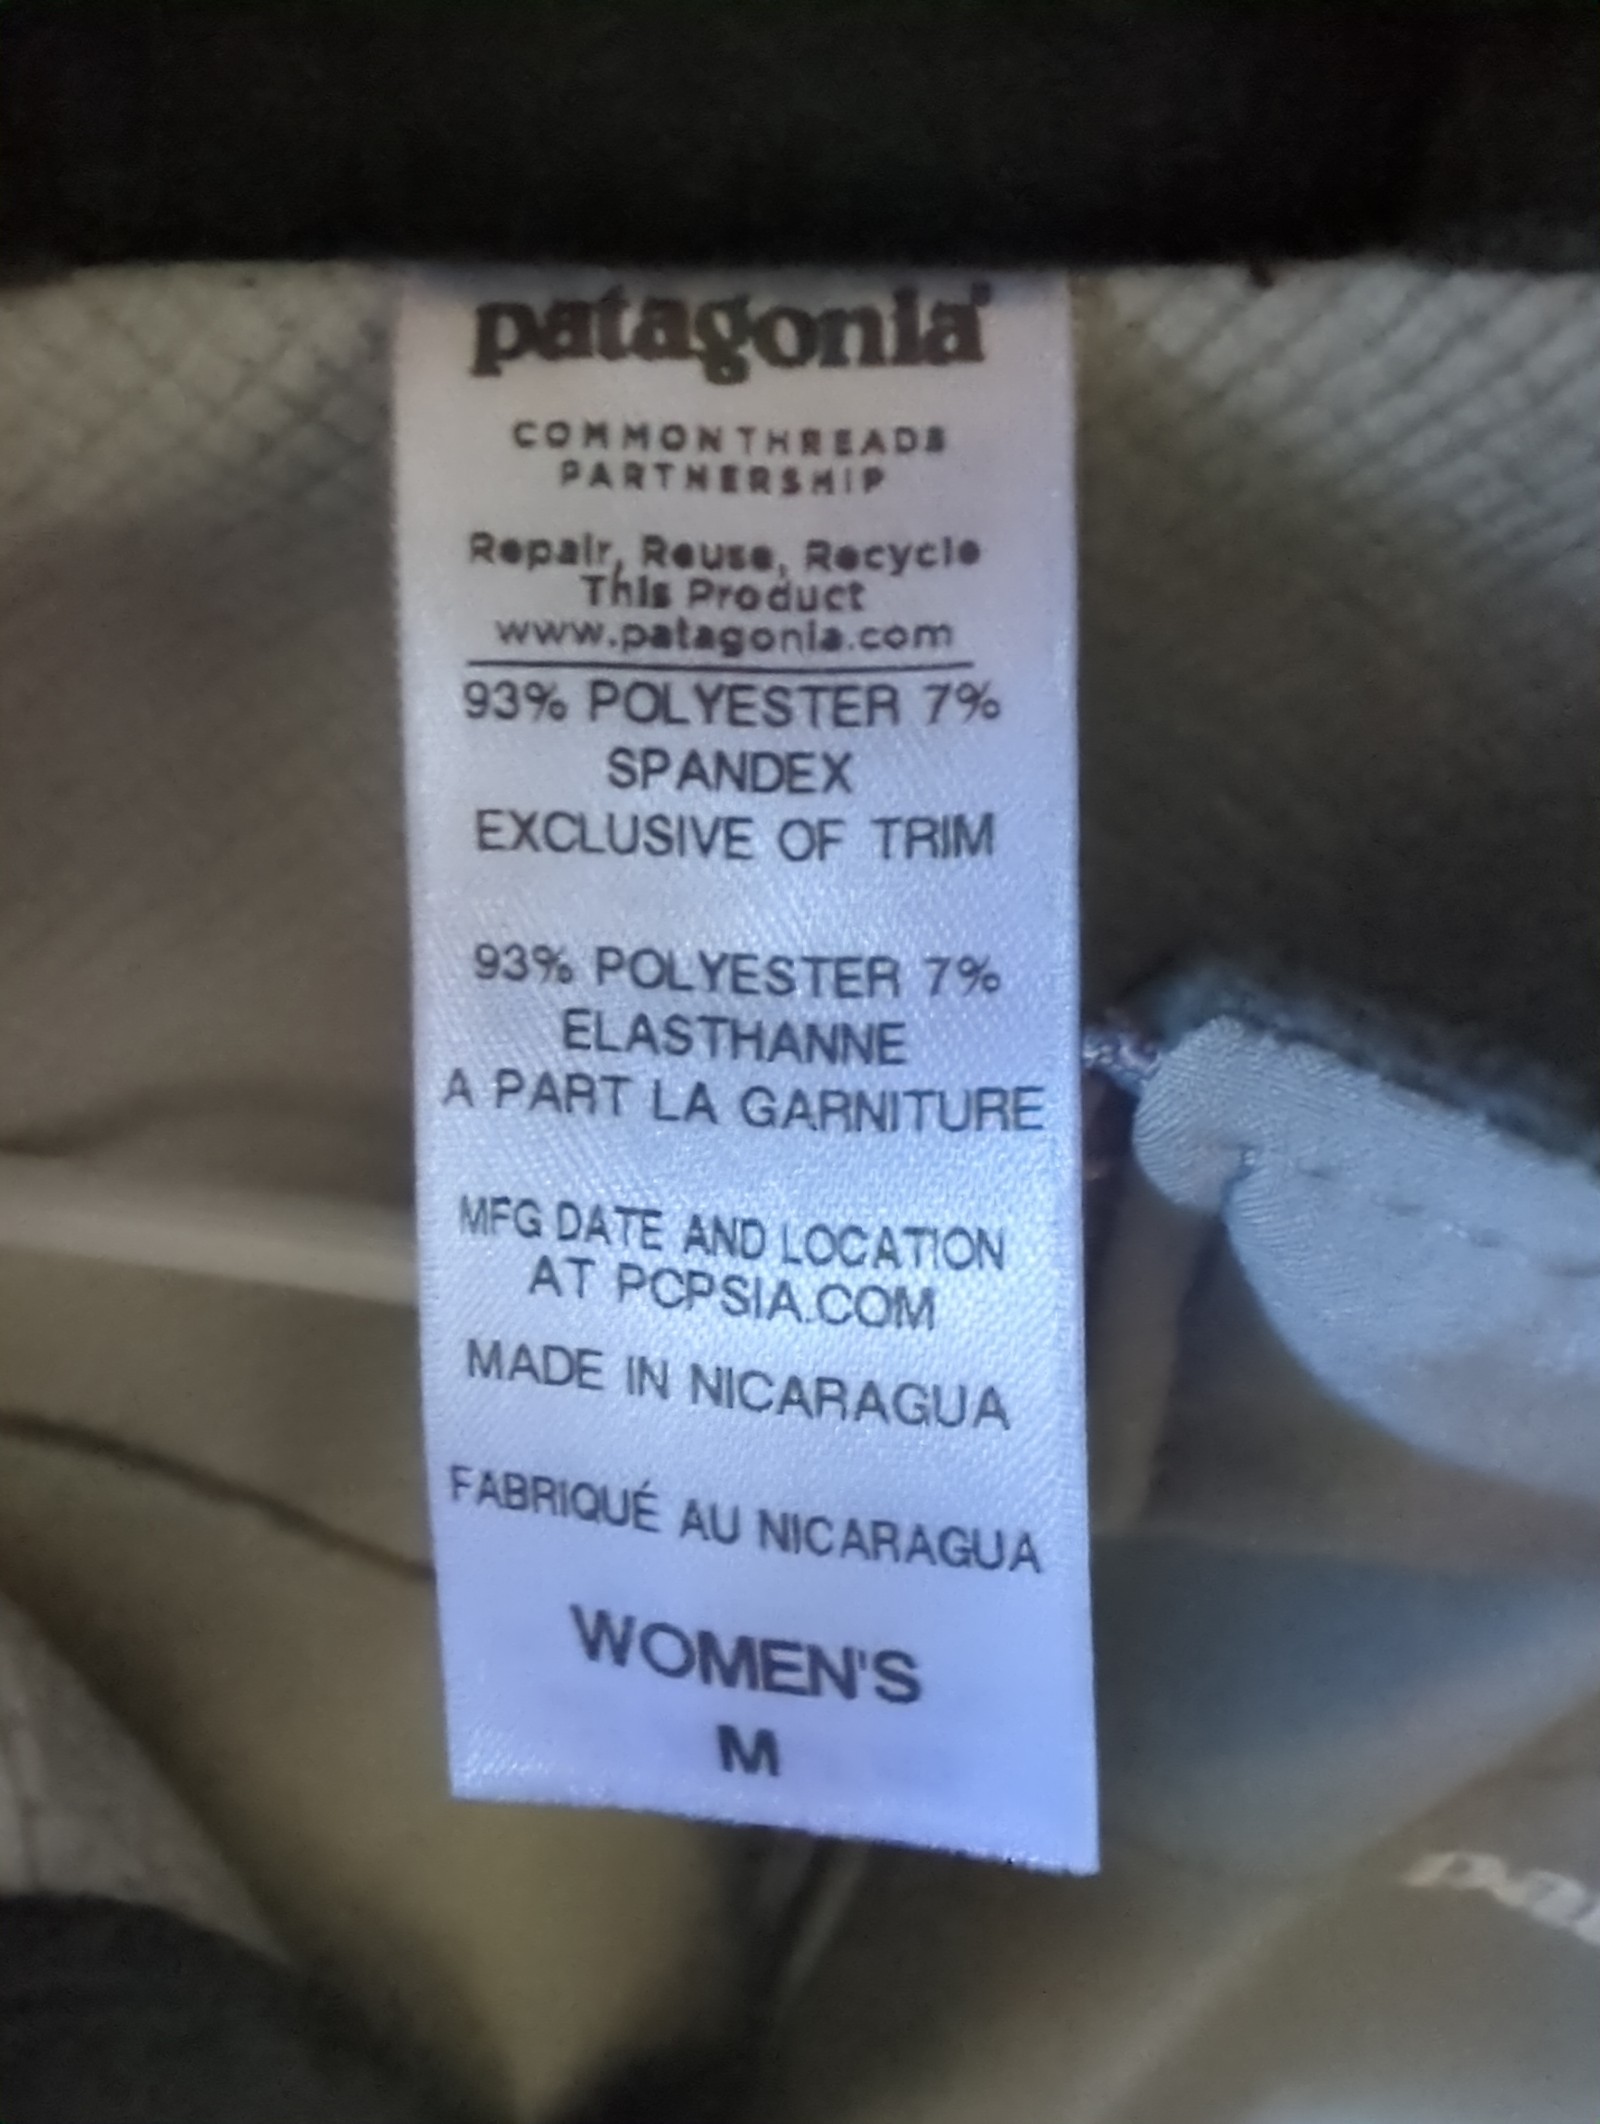 patagonia®
COMMON THREADS
PARTNERSHIP
Repair, Reuse, Recycle
This Product
www.patagonia.com
93% POLYESTER 7%
SPANDEX
EXCLUSIVE OF TRIM
93% POLYESTER 7%
ELASTHANNE
A PART LA GARNITURE
MFG DATE AND LOCATION
AT PCPSIA.COM
MADE IN NICARAGUA
FABRIQUÉ AU NICARAGUA
WOMEN'S
M